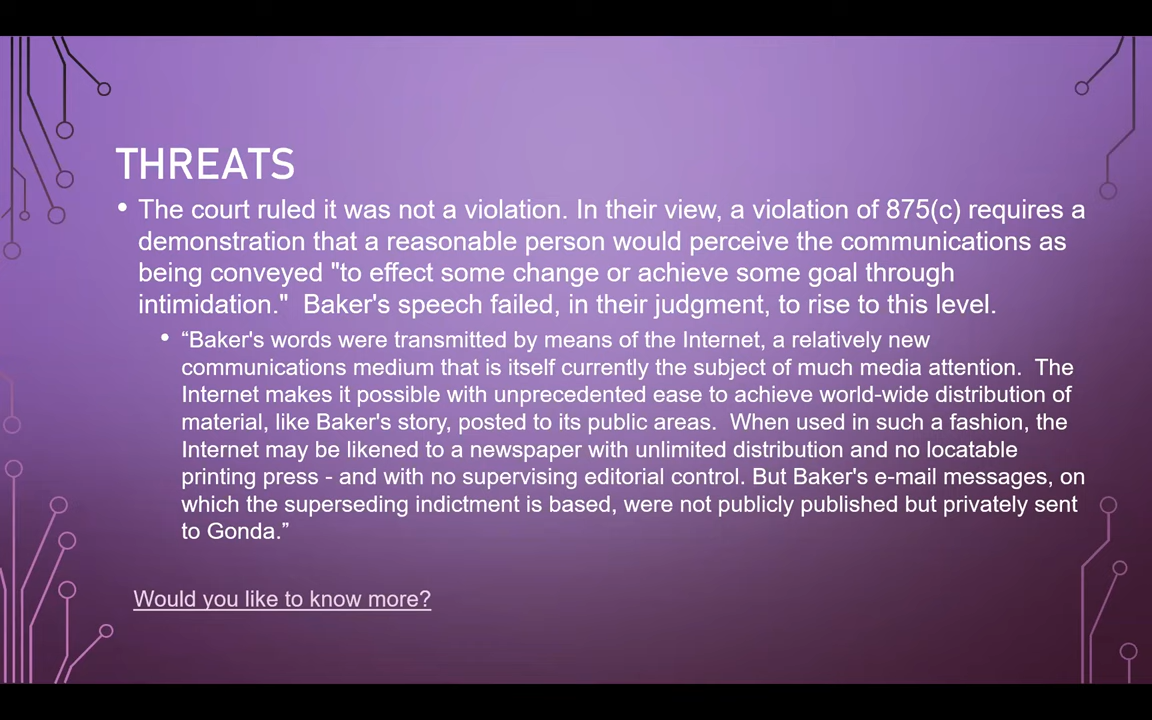 THREATS
• The court ruled it was not a violation. In their view, a violation of 875(c) requires a
demonstration that a reasonable person would perceive the communications as
being conveyed "to effect some change or achieve some goal through
intimidation."  Baker's speech failed, in their judgment, to rise to this level.
• “Baker's words were transmitted by means of the Internet, a relatively new
communications medium that is itself currently the subject of much media attention.  The
Internet makes it possible with unprecedented ease to achieve world-wide distribution of
material, like Baker's story, posted to its public areas.  When used in such a fashion, the
Internet may be likened to a newspaper with unlimited distribution and no locatable
printing press - and with no supervising editorial control. But Baker's e-mail messages, on
which the superseding indictment is based, were not publicly published but privately sent
to Gonda.”
Would you like to know more?